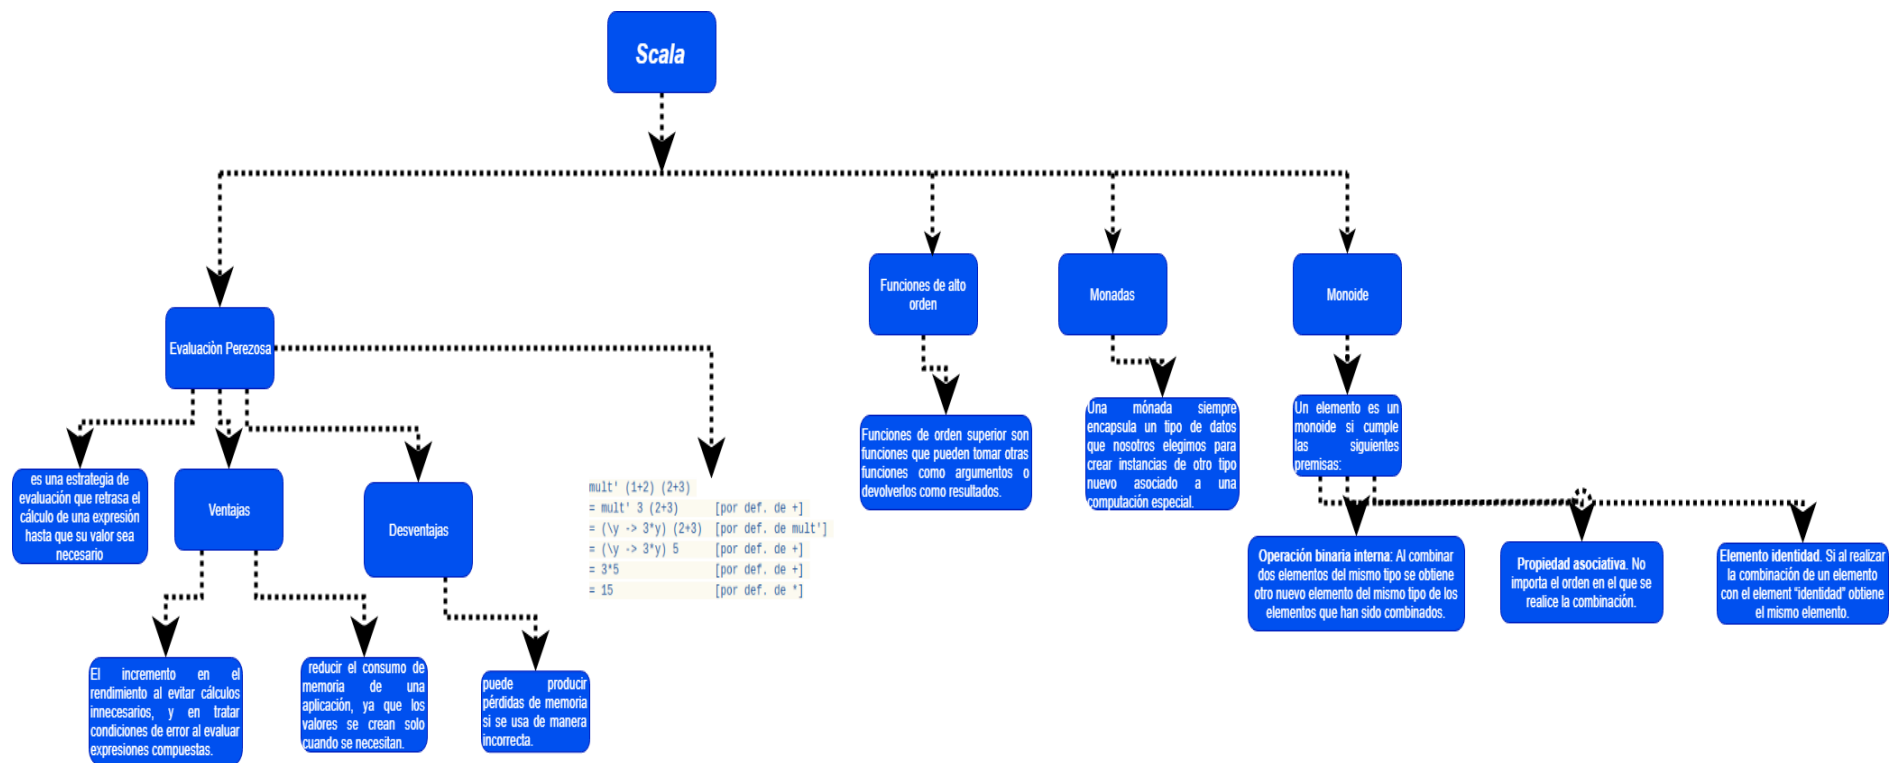 Scala
Funciones de alto
orden
Monadas
Monoide
Evaluaciòn Perezosa
Funciones de orden superior son
funciones que pueden tomar otras
funciones como argumentos o
devolverlos como resultados.
Una mónada siempre
encapsula un tipo de datos
que nosotros elegimos para
crear instancias de otro tipo
nuevo asociado a una
computación especial.
Un elemento es un
monoide si cumple
las siguientes
premisas:
es una estrategia de
evaluación que retrasa el
cálculo de una expresión
hasta que su valor sea
necesario
Ventajas
Desventajas
mult' (1+2) (2+3)
= mult' 3 (2+3) [por def. de +]
= (\y -> 3*y) (2+3) [por def. de mult']
= (\y -> 3*y) 5 [por def. de +]
= 3*5 [por def. de +]
= 15 [por def. de *]
Operación binaria interna: Al combinar
dos elementos del mismo tipo se obtiene
otro nuevo elemento del mismo tipo de los
elementos que han sido combinados.
Propiedad asociativa. No
importa el orden en el que se
realice la combinación.
Elemento identidad. Si al realizar
la combinación de un elemento
con el element “identidad” obtiene
el mismo elemento.
El incremento en el
rendimiento al evitar cálculos
innecesarios, y en tratar
condiciones de error al evaluar
expresiones compuestas.
reducir el consumo de
memoria de una
aplicación, ya que los
valores se crean solo
cuando se necesitan.
puede producir
pérdidas de memoria
si se usa de manera
incorrecta.